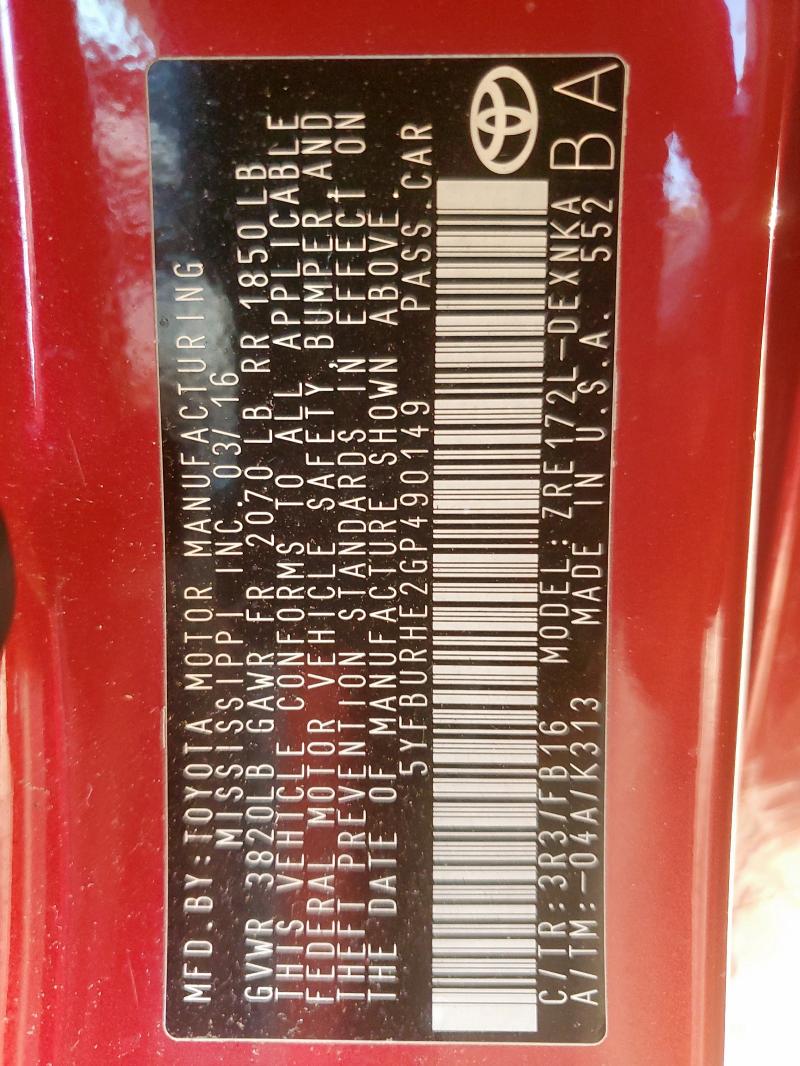 MFD.BY:TOYOTA MOTOR MANUFACTURING
MISSISSIPPI INC. 03/16
GVWR 3820LB GAWR FR 2070 LB RR 1850 LB
THIS VEHICLE CONFORMS TO ALL APPLICABLE
FEDERAL MOTOR VEHICLE SAFETY, BUMPER AND
THEFT PREVENTION STANDARDS IN EFFECT ON
THE DATE OF MANUFACTURE SHOWN ABOVE.
5YFBURHE2GP490149 PASS.CAR
C/TR:3R3/FB16 MODEL:ZRE172L-DEXNKA
A/TM:-04A/K313 MADE IN U.S.A. 552
BA